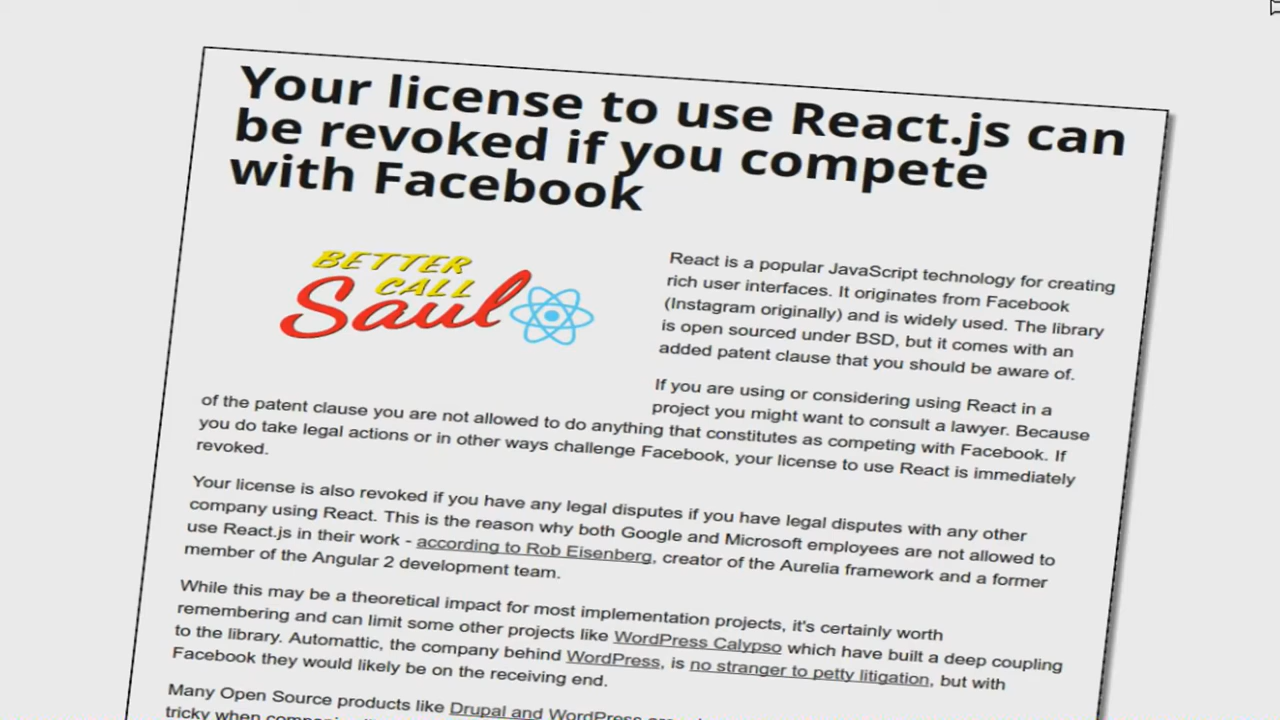 Your license to use React.js can
be revoked if you compete
with Facebook
BETTER
CALL
Saul
React is a popular JavaScript technology for creating
rich user interfaces. It originates from Facebook
(Instagram originally) and is widely used. The library
is open sourced under BSD, but it comes with an
added patent clause that you should be aware of.
If you are using or considering using React in a
project you might want to consult a lawyer. Because
of the patent clause you are not allowed to do anything that constitutes as competing with Facebook. If
you do take legal actions or in other ways challenge Facebook, your license to use React is immediately
revoked.
Your license is also revoked if you have any legal disputes if you have legal disputes with any other
company using React. This is the reason why both Google and Microsoft employees are not allowed to
use React.js in their work - according to Rob Eisenberg, creator of the Aurelia framework and a former
member of the Angular 2 development team.
While this may be a theoretical impact for most implementation projects, it's certainly worth
remembering and can limit some other projects like WordPress Calypso which have built a deep coupling
to the library. Automattic, the company behind WordPress, is no stranger to petty litigation, but with
Facebook they would likely be on the receiving end.
Many Open Source products like Drupal and WordPress
tricky when